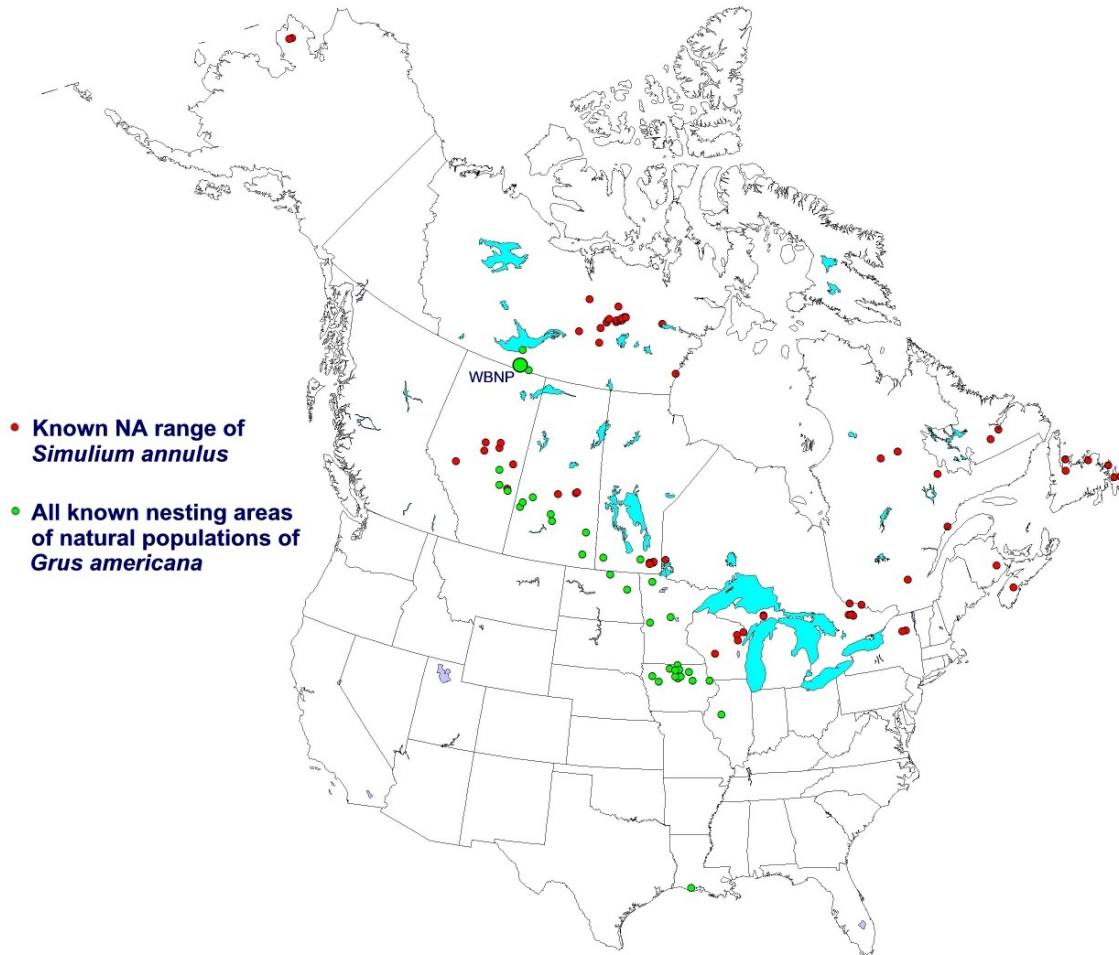 WBNP
Known NA range of
Simulium annulus
All known nesting areas
of natural populations of
Grus americana